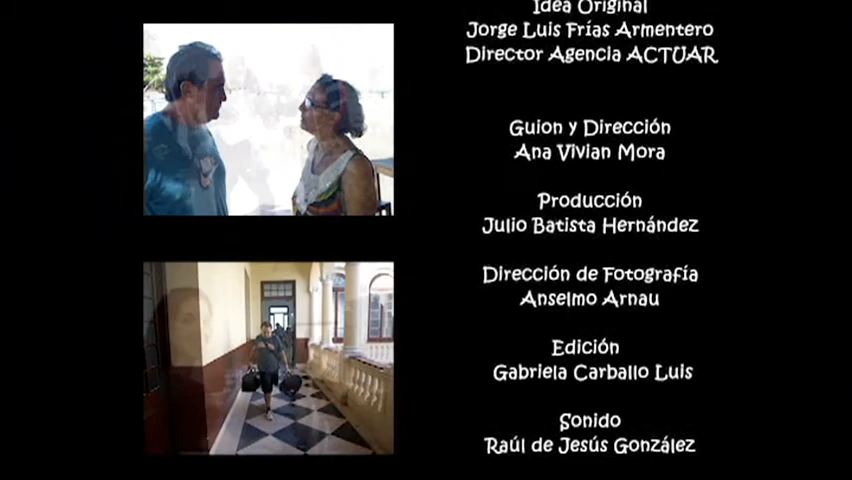 Idea Original
Jorge Luis Frías Armentero
Director Agencia ACTUAR
Guion y Dirección
Ana Vivian Mora
Producción
Julio Batista Hernández
Dirección de Fotografía
Anselmo Arnau
Edición
Gabriela Carballo Luis
Sonido
Raúl de Jesús González